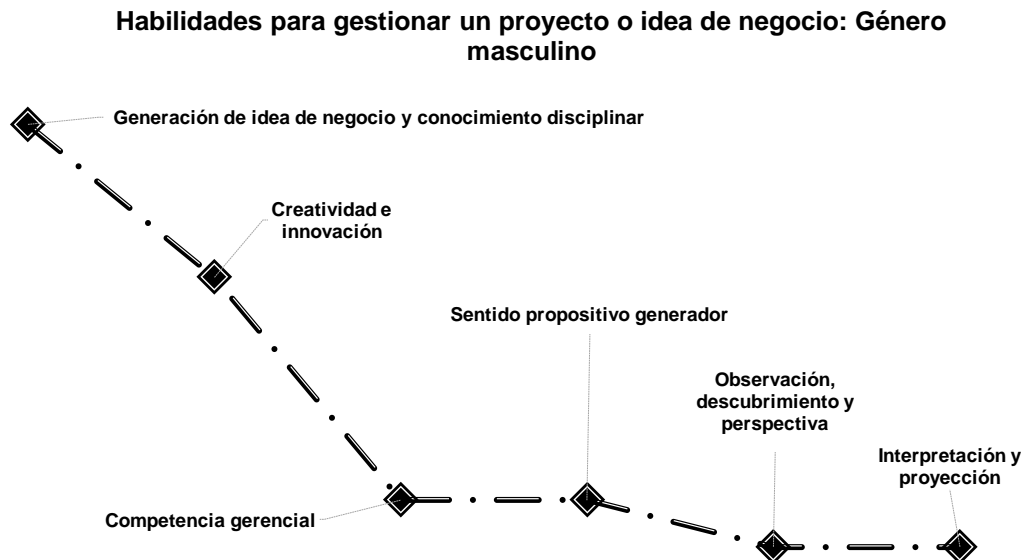 Habilidades para gestionar un proyecto o idea de negocio: Género
masculino
Generación de idea de negocio y conocimiento disciplinar
Creatividad e
innovación
Sentido propositivo generador
Observación,
descubrimiento y
perspectiva
Interpretación y
proyección
Competencia gerencial